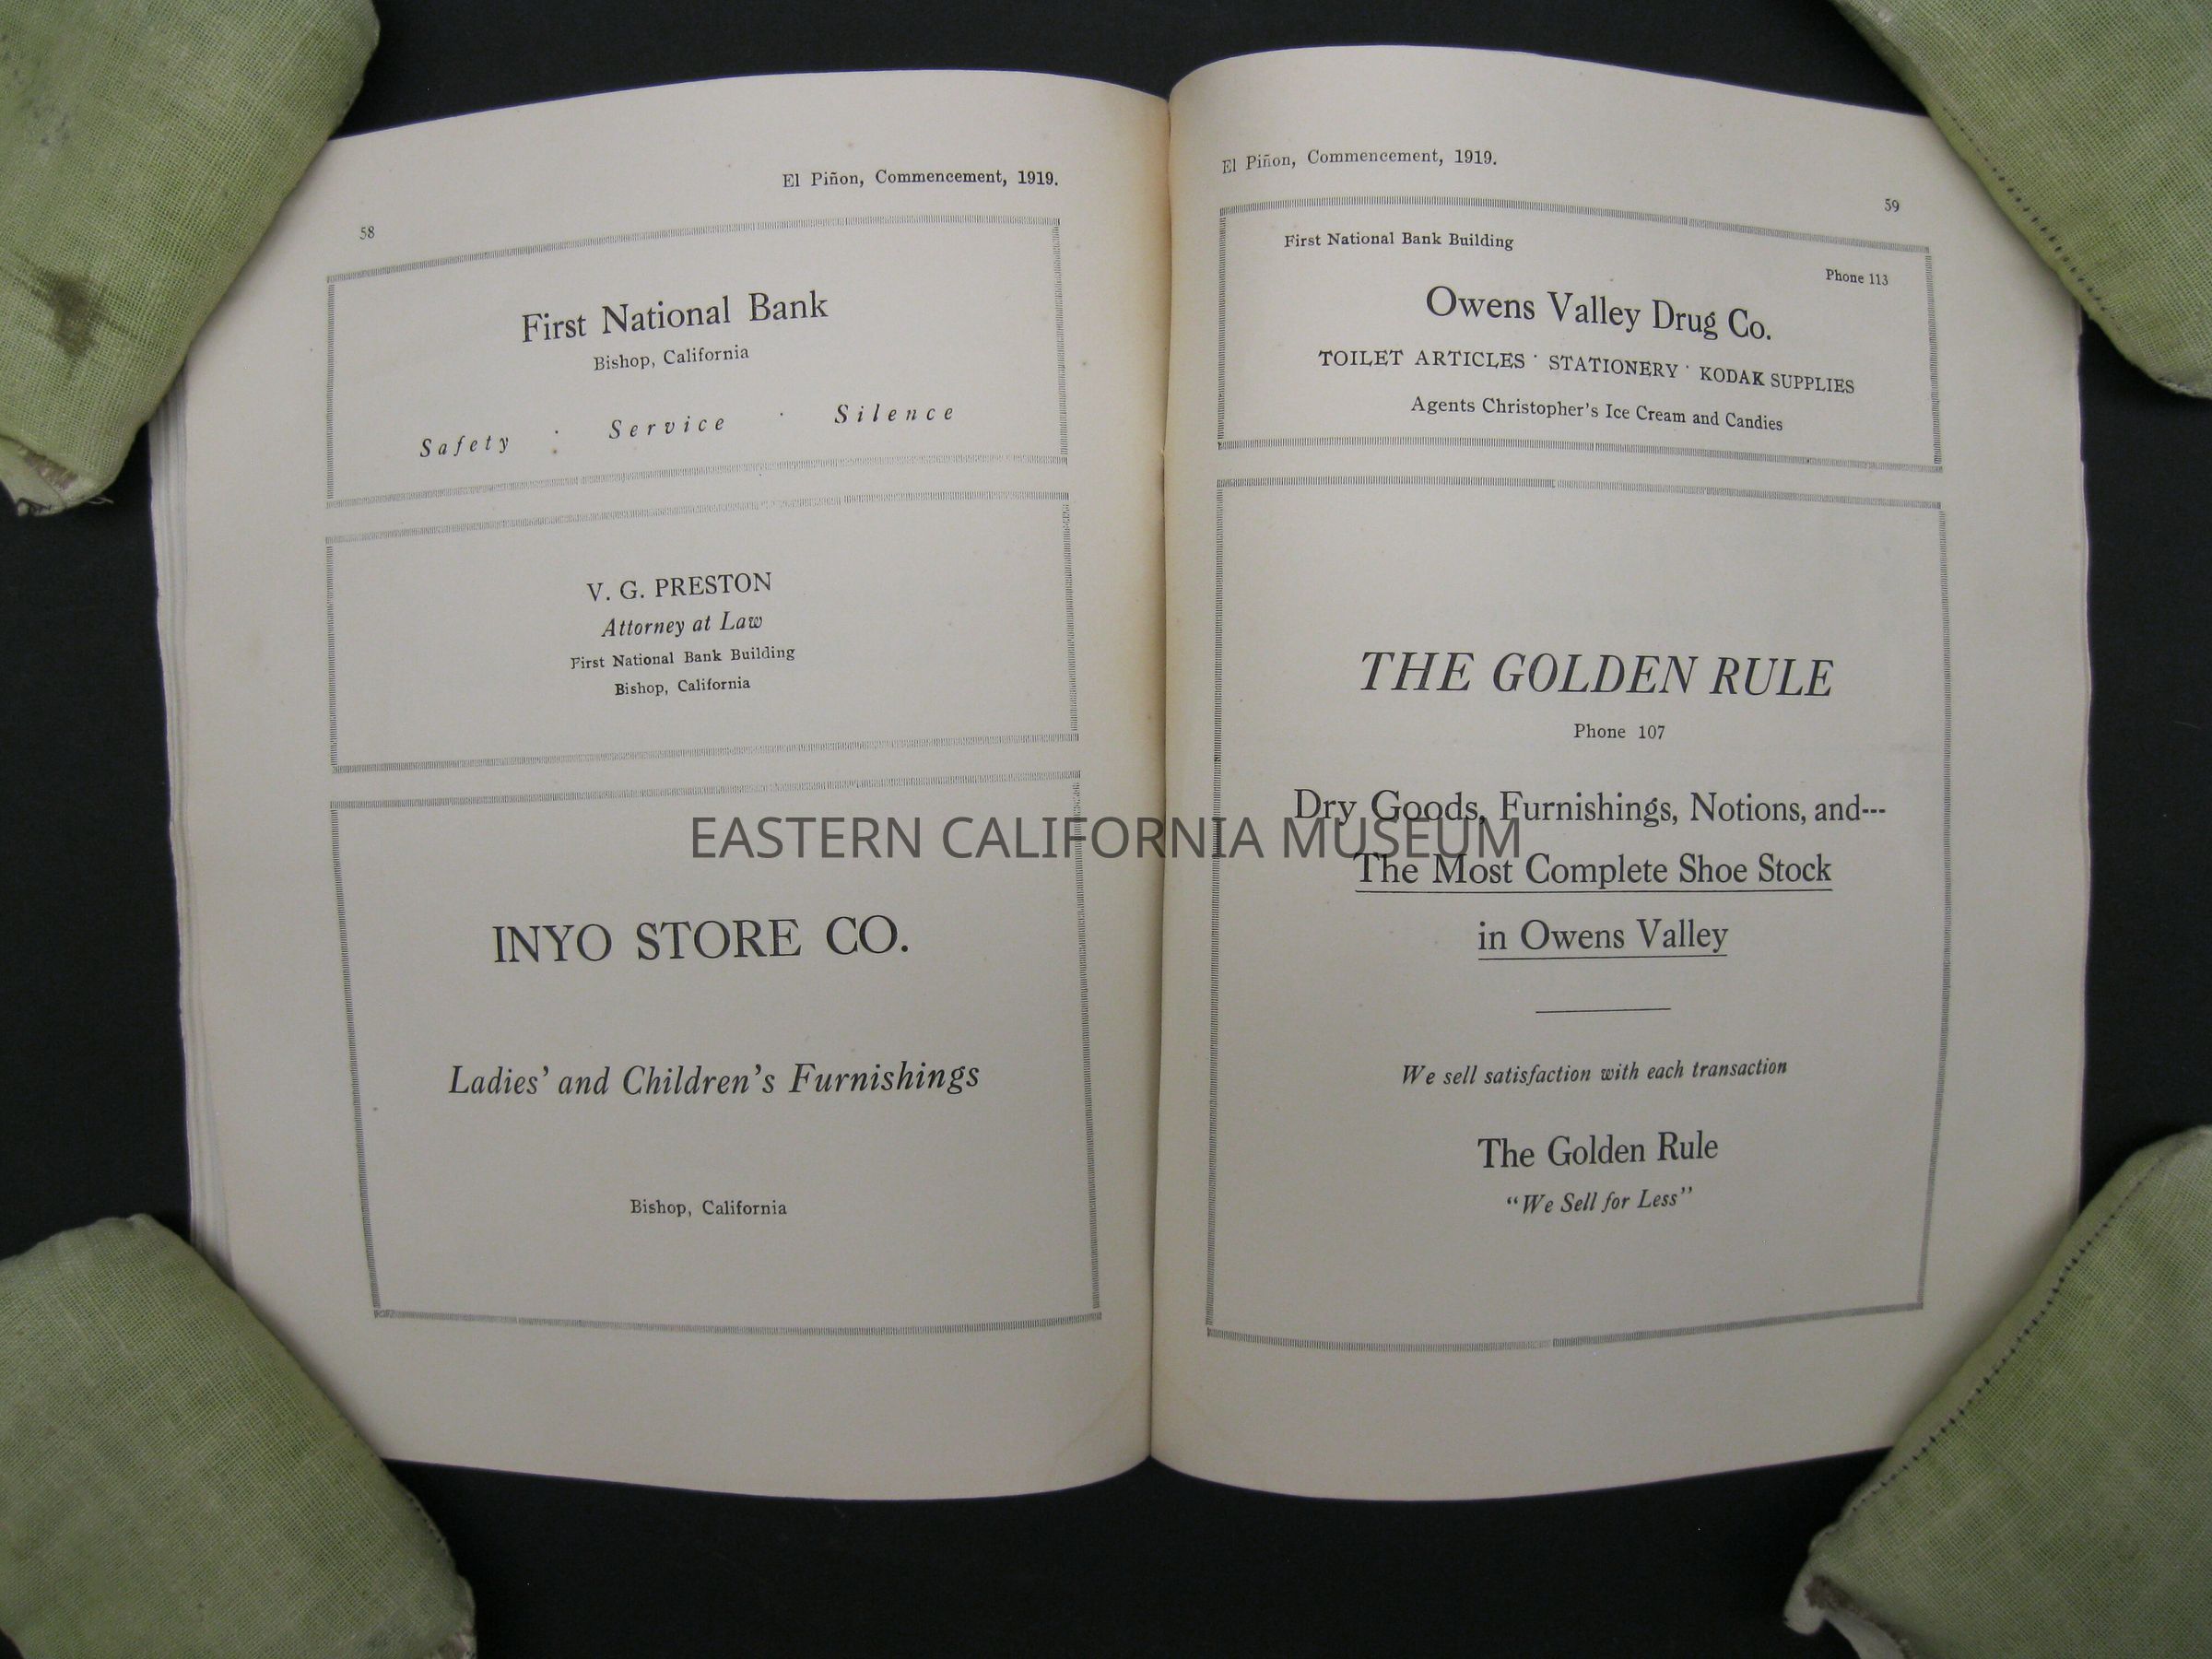 El Piñon, Commencement, 1919.
58
First National Bank
Bishop, California
Safety · Service · Silence
V. G. PRESTON
Attorney at Law
First National Bank Building
Bishop, California
INYO STORE CO.
Ladies' and Children's Furnishings
Bishop, California
El Piñon, Commencement, 1919.
59
First National Bank Building
Phone 113
Owens Valley Drug Co.
TOILET ARTICLES · STATIONERY · KODAK SUPPLIES
Agents Christopher's Ice Cream and Candies
THE GOLDEN RULE
Phone 107
Dry Goods, Furnishings, Notions, and---
The Most Complete Shoe Stock
in Owens Valley
We sell satisfaction with each transaction
The Golden Rule
"We Sell for Less"
EASTERN CALIFORNIA MUSEUM